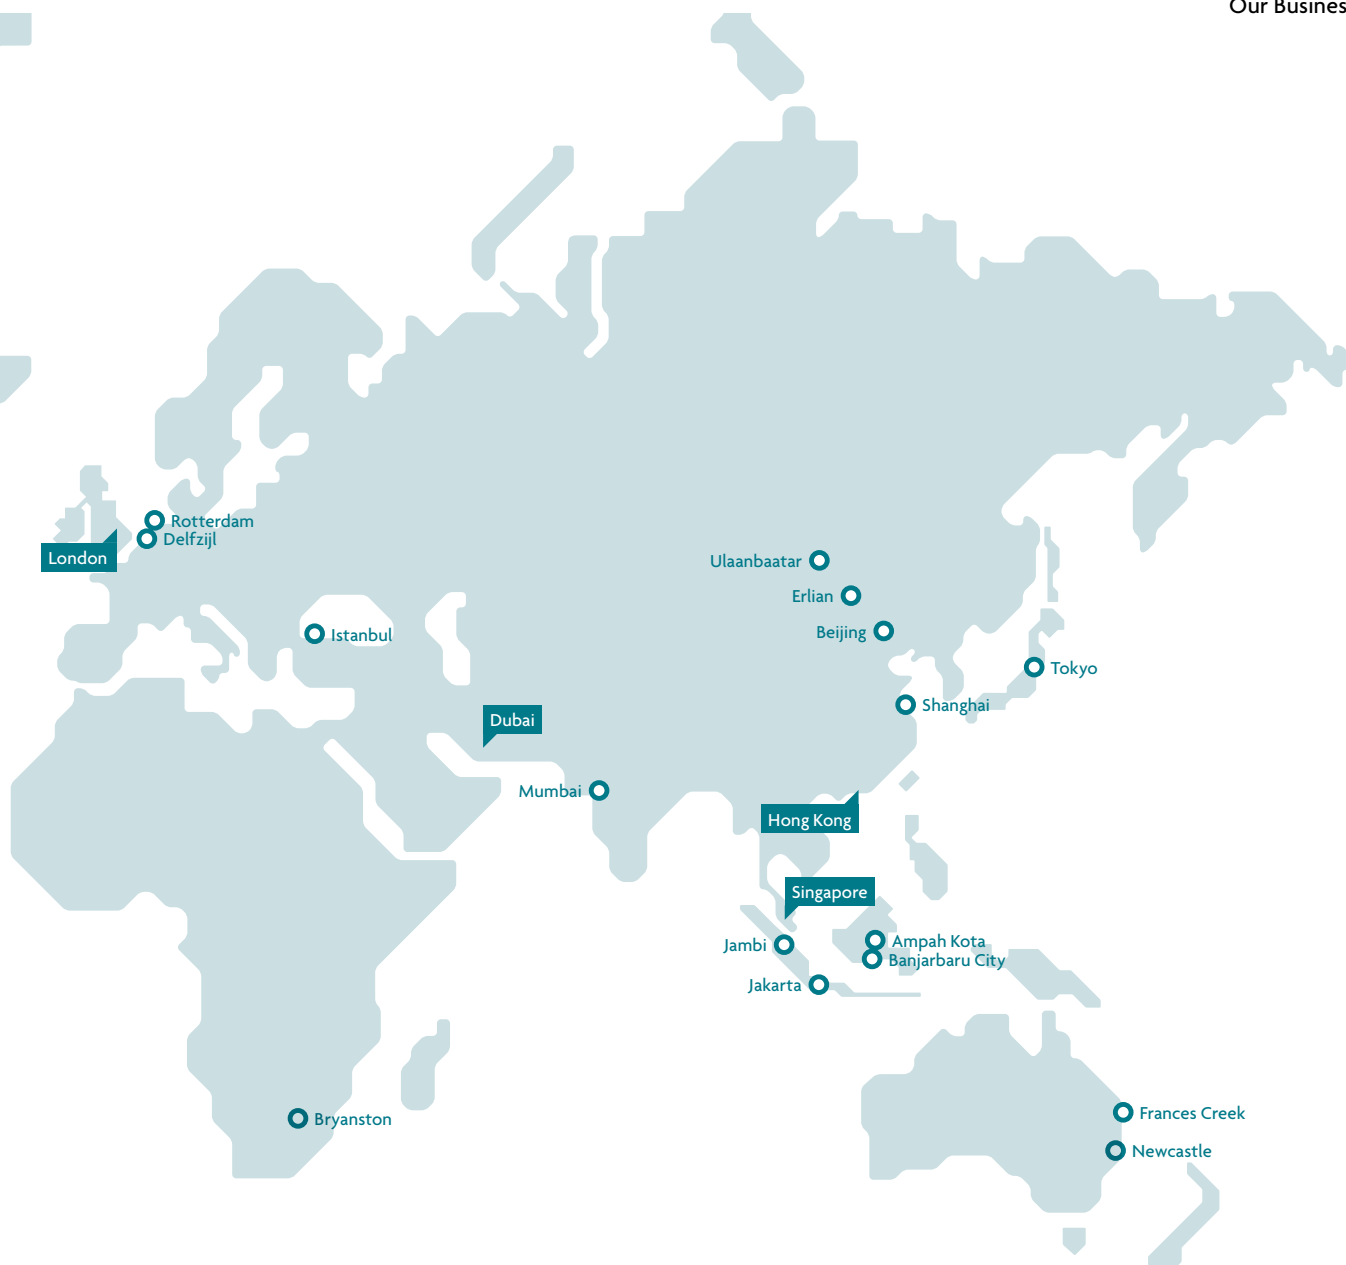 Our Busines
Rotterdam
Delfzijl
London
Ulaanbaatar
Erlian
Beijing
Istanbul
Tokyo
Shanghai
Dubai
Mumbai
Hong Kong
Singapore
Jambi
Ampah Kota
Banjarbaru City
Jakarta
Frances Creek
Bryanston
Newcastle